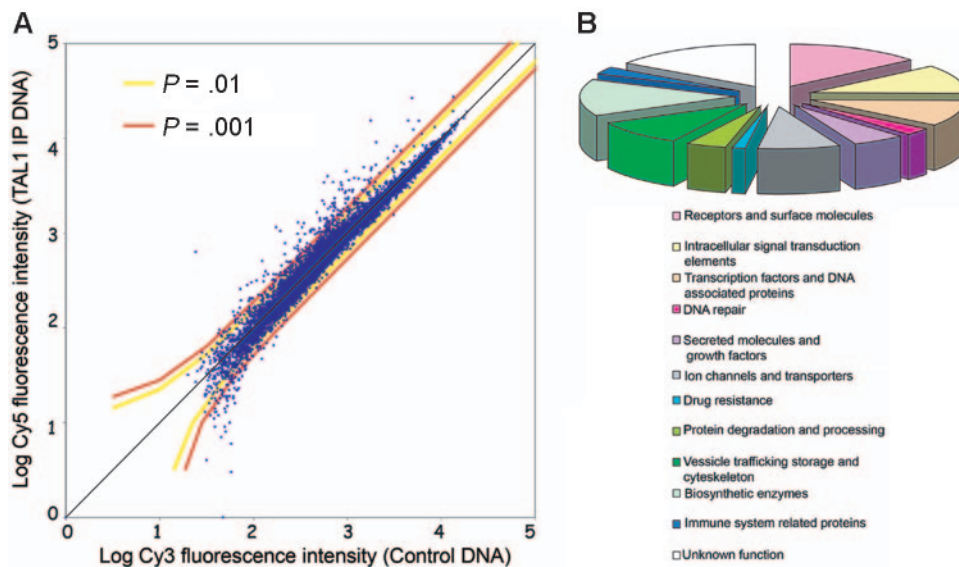 A
B
5
4
3
2
1
0
Log Cy5 fluorescence intensity (TAL1 IP DNA)
P = .01
P = .001
0 1 2 3 4 5
Log Cy3 fluorescence intensity (Control DNA)
Receptors and surface molecules
Intracellular signal transduction
elements
Transcription factors and DNA
associated proteins
DNA repair
Secreted molecules and
growth factors
Ion channels and transporters
Drug resistance
Protein degradation and processing
Vessicle trafficking storage and
cyteskeleton
Biosynthetic enzymes
Immune system related proteins
Unknown function